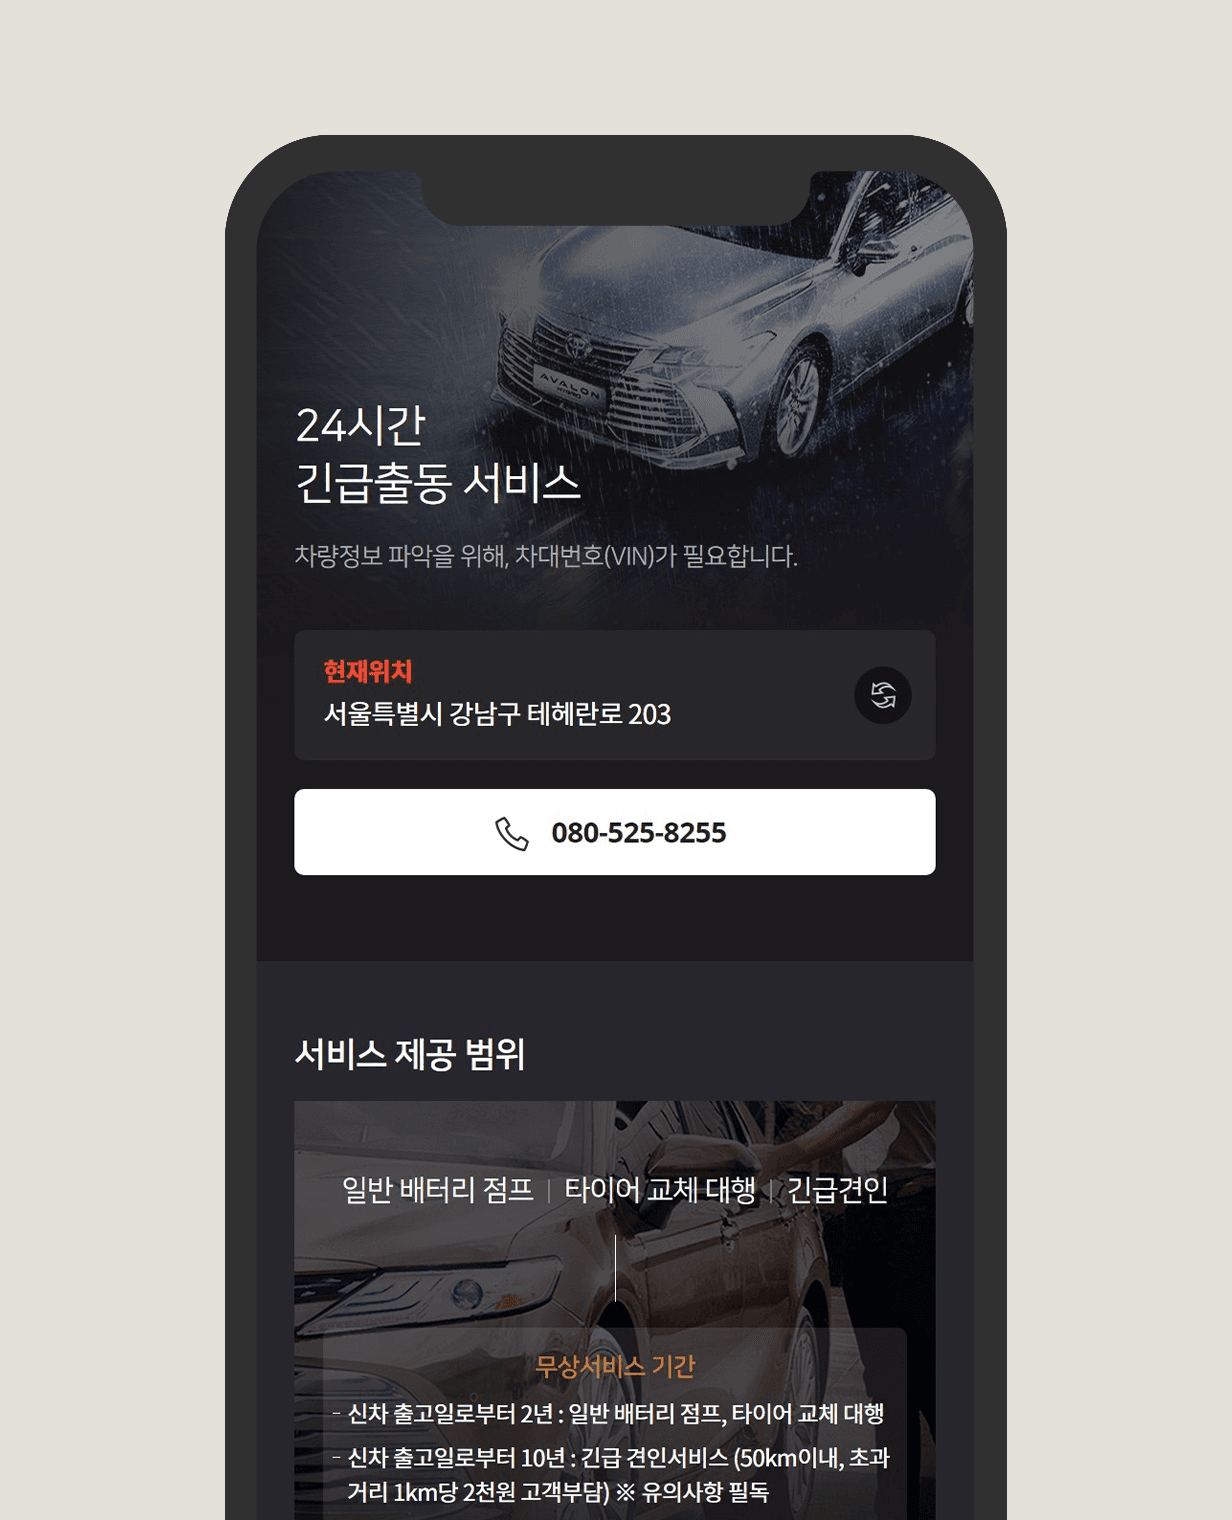 AVALON
HYBRID
24시간
긴급출동 서비스
차량정보 파악을 위해, 차대번호(VIN)가 필요합니다.
현재위치
서울특별시 강남구 테헤란로 203
080-525-8255
서비스 제공 범위
일반 배터리 점프 | 타이어 교체 대행 | 긴급견인
무상서비스 기간
- 신차 출고일로부터 2년 : 일반 배터리 점프, 타이어 교체 대행
- 신차 출고일로부터 10년 : 긴급 견인서비스 (50km이내, 초과
거리 1km당 2천원 고객부담) ※ 유의사항 필독